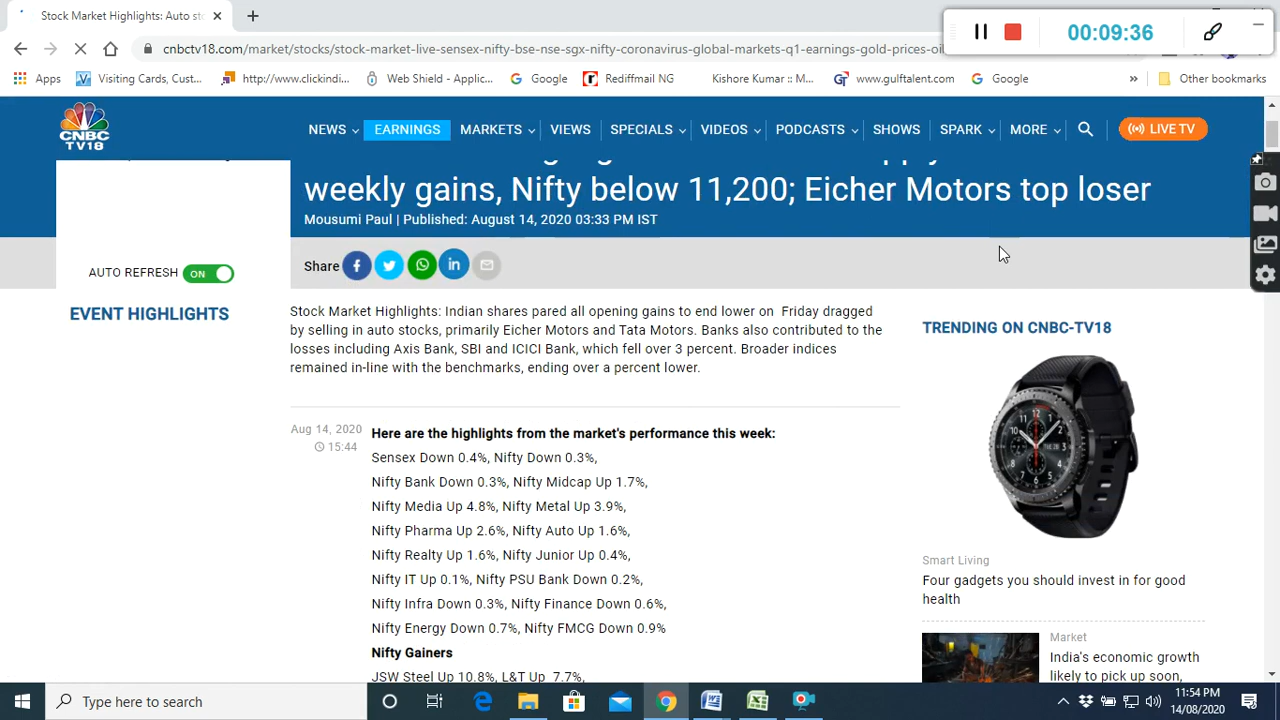 Stock Market Highlights: Auto sto
00:09:36
cnbctv18.com/market/stocks/stock-market-live-sensex-nifty-bse-nse-sgx-nifty-coronavirus-global-markets-q1-earnings-gold-prices-oil
Apps
Visiting Cards, Cust...
http://www.clickindi...
Web Shield - Applic...
Google
Rediffmail NG
Kishore Kumar :: M...
www.gulftalent.com
Google
»
Other bookmarks
CNBC
TV18
NEWS
EARNINGS
MARKETS
VIEWS
SPECIALS
VIDEOS
PODCASTS
SHOWS
SPARK
MORE
LIVE TV
weekly gains, Nifty below 11,200; Eicher Motors top loser
Mousumi Paul | Published: August 14, 2020 03:33 PM IST
AUTO REFRESH ON
Share
EVENT HIGHLIGHTS
Stock Market Highlights: Indian shares pared all opening gains to end lower on Friday dragged
by selling in auto stocks, primarily Eicher Motors and Tata Motors. Banks also contributed to the
losses including Axis Bank, SBI and ICICI Bank, which fell over 3 percent. Broader indices
remained in-line with the benchmarks, ending over a percent lower.
Aug 14, 2020
15:44
Here are the highlights from the market's performance this week:
Sensex Down 0.4%, Nifty Down 0.3%,
Nifty Bank Down 0.3%, Nifty Midcap Up 1.7%,
Nifty Media Up 4.8%, Nifty Metal Up 3.9%,
Nifty Pharma Up 2.6%, Nifty Auto Up 1.6%,
Nifty Realty Up 1.6%, Nifty Junior Up 0.4%,
Nifty IT Up 0.1%, Nifty PSU Bank Down 0.2%,
Nifty Infra Down 0.3%, Nifty Finance Down 0.6%,
Nifty Energy Down 0.7%, Nifty FMCG Down 0.9%
Nifty Gainers
JSW Steel Up 10.8%, L&T Up 7.7%,
TRENDING ON CNBC-TV18
Smart Living
Four gadgets you should invest in for good
health
Market
India's economic growth
likely to pick up soon,
Type here to search
11:54 PM
14/08/2020